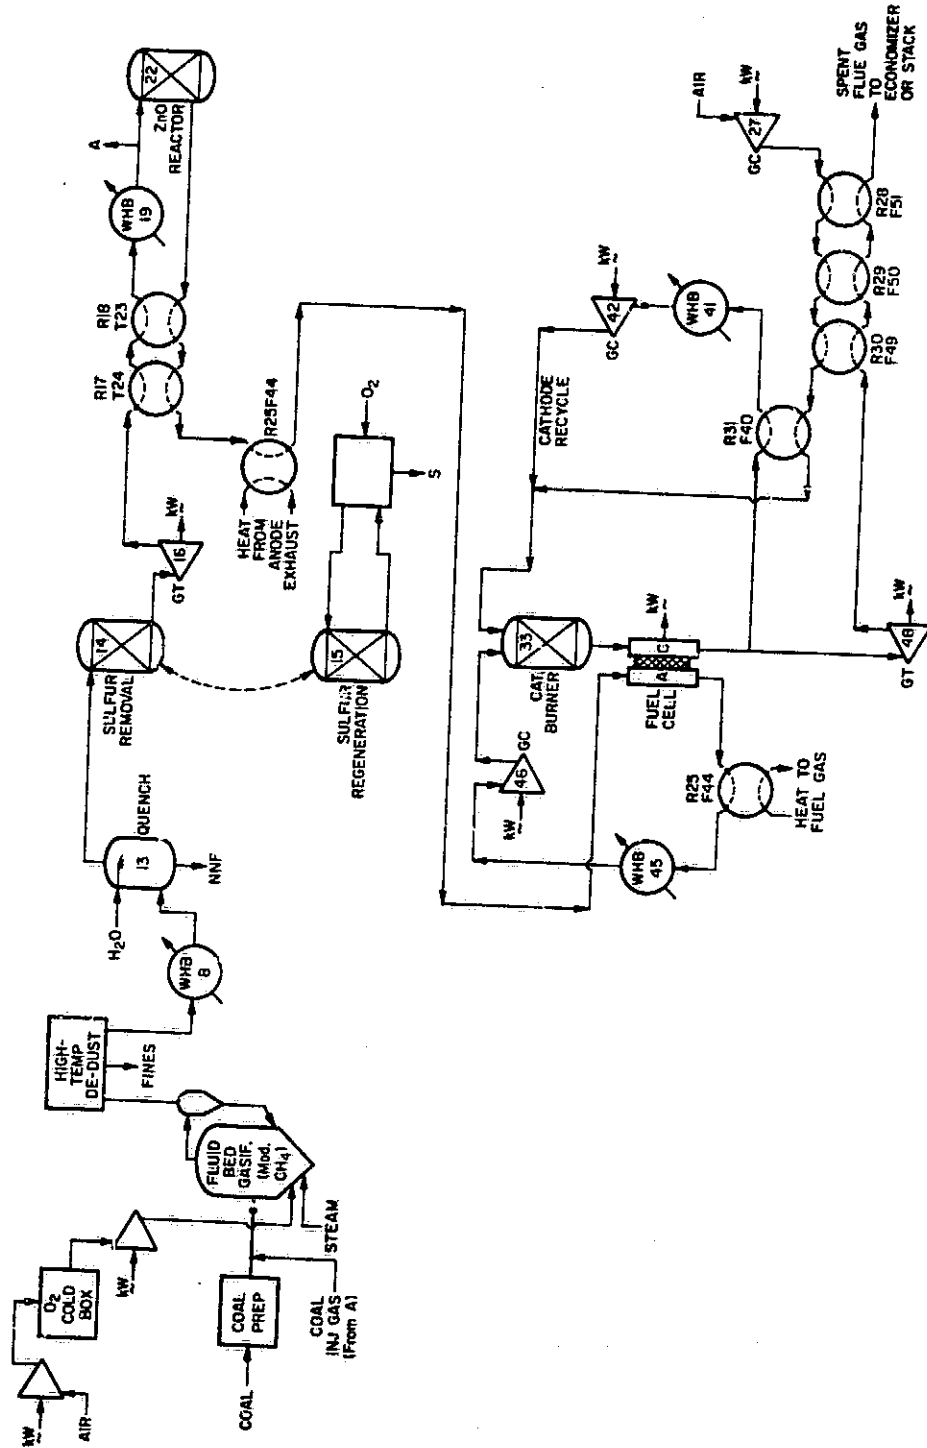 kW
~
AIR
O2
COLD
BOX
kW
~
COAL
COAL
PREP
COAL
INJ GAS
(From A)
STEAM
FLUID
BED
GASIF.
(Mod.
CH4)
HIGH-
TEMP
DE-DUST
FINES
WHB
8
H2O
13
QUENCH
NNF
14
SULFUR
REMOVAL
15
SULFUR
REGENERATION
16
GT
kW
~
O2
S
HEAT
FROM
ANODE
EXHAUST
R25F44
R17
T24
R18
T23
WHB
19
A
22
ZnO
REACTOR
WHB
45
R25
F44
HEAT TO
FUEL GAS
kW
~
46
GC
33
CAT.
BURNER
A
C
FUEL
CELL
kW
~
48
GT
kW
~
CATHODE
RECYCLE
42
GC
kW
~
WHB
41
R31
F40
R30
F49
R29
F50
R28
F51
27
GC
AIR
kW
~
SPENT
FLUE GAS
TO
ECONOMIZER
OR STACK